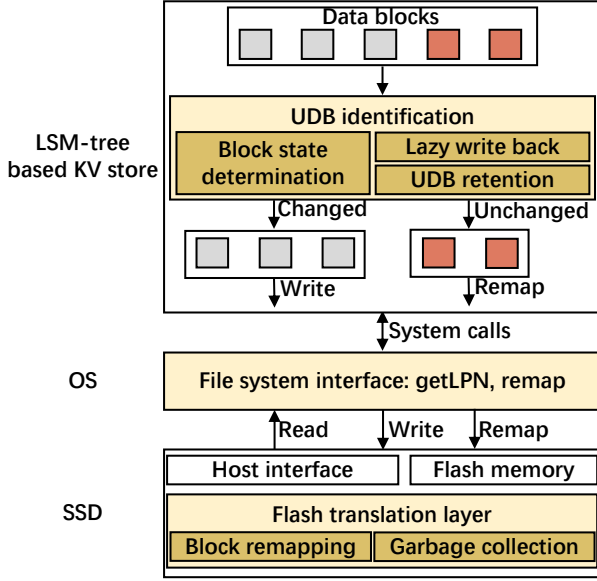 Data blocks
UDB identification
Block state
determination
Lazy write back
UDB retention
LSM-tree
based KV store
Changed
Unchanged
Write
Remap
System calls
OS
File system interface: getLPN, remap
Read
Write
Remap
Host interface
Flash memory
SSD
Flash translation layer
Block remapping
Garbage collection